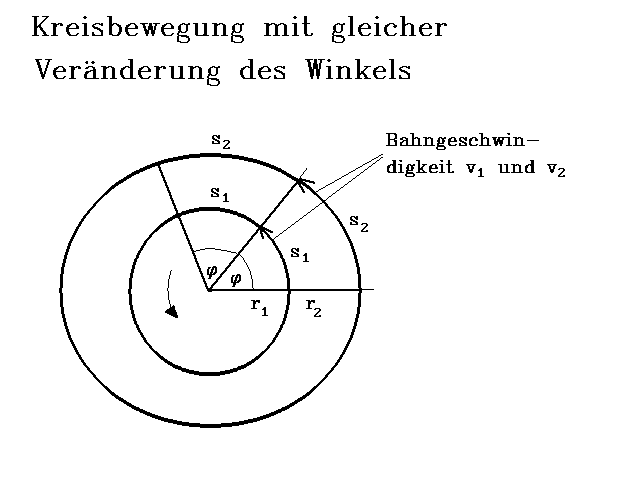 Kreisbewegung mit gleicher
Veränderung des Winkels
s₂
Bahngeschwin-
digkeit v₁ und v₂
s₁
s₂
s₁
φ
φ
r₁ r₂